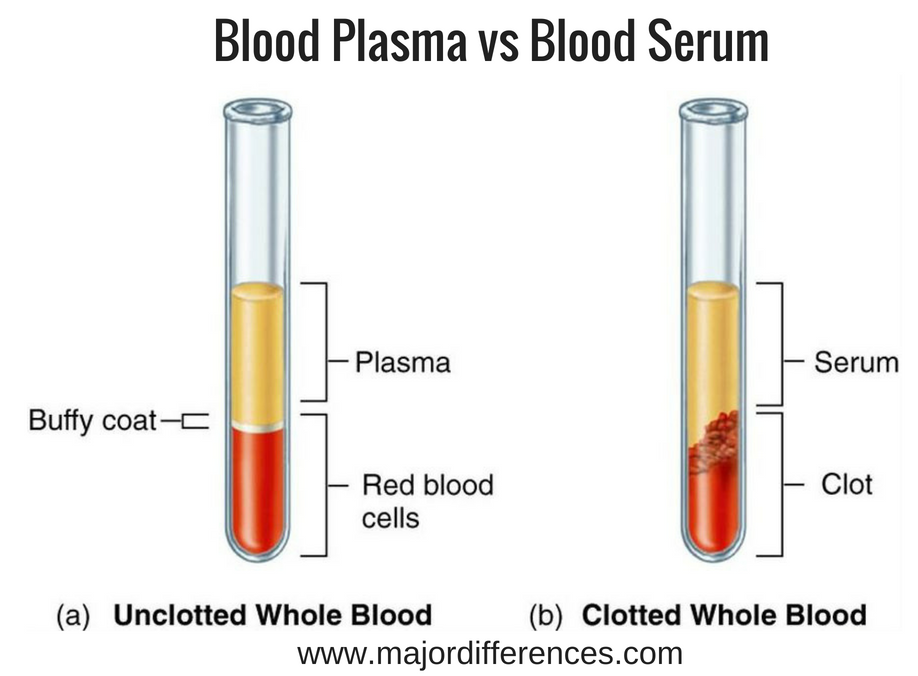 Blood Plasma vs Blood Serum
Plasma
Buffy coat
Red blood
cells
Serum
Clot
(a) Unclotted Whole Blood
(b) Clotted Whole Blood
www.majordifferences.com